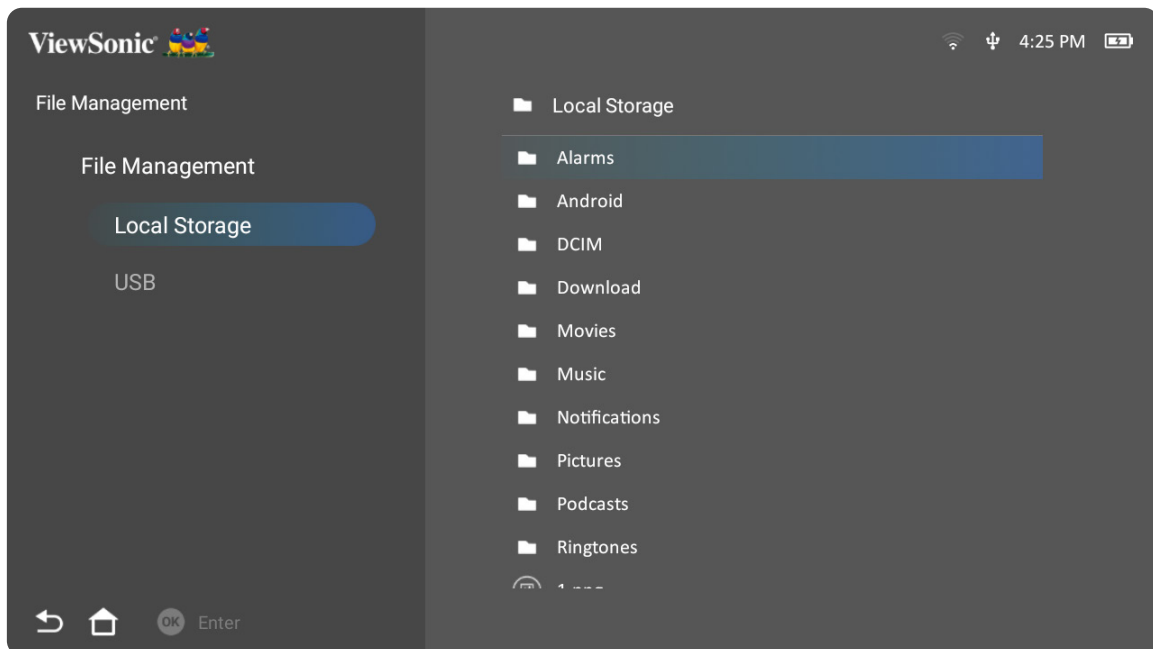 ViewSonic
4:25 PM
File Management
File Management
Local Storage
USB
OK Enter
Local Storage
Alarms
Android
DCIM
Download
Movies
Music
Notifications
Pictures
Podcasts
Ringtones